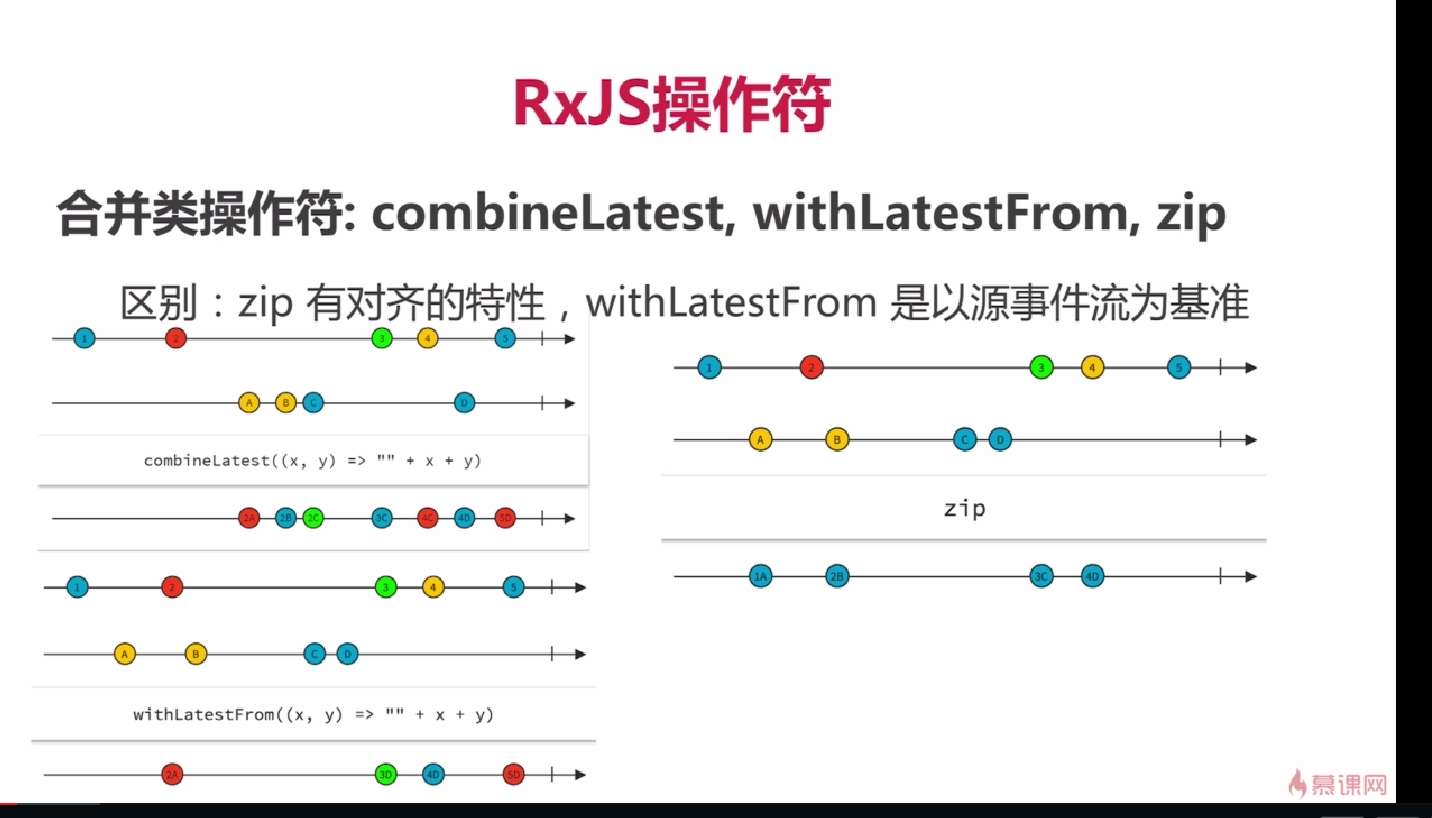 RxJS操作符
合并类操作符: combineLatest, withLatestFrom, zip
区别：zip 有对齐的特性，withLatestFrom 是以源事件流为基准
1 2 3 4 5
A B C D
combineLatest((x, y) => "" + x + y)
2A 2B 2C 3C 4C 4D 5D
1 2 3 4 5
A B C D
withLatestFrom((x, y) => "" + x + y)
2A 3D 4D 5D
1 2 3 4 5
A B C D
zip
1A 2B 3C 4D
慕课网